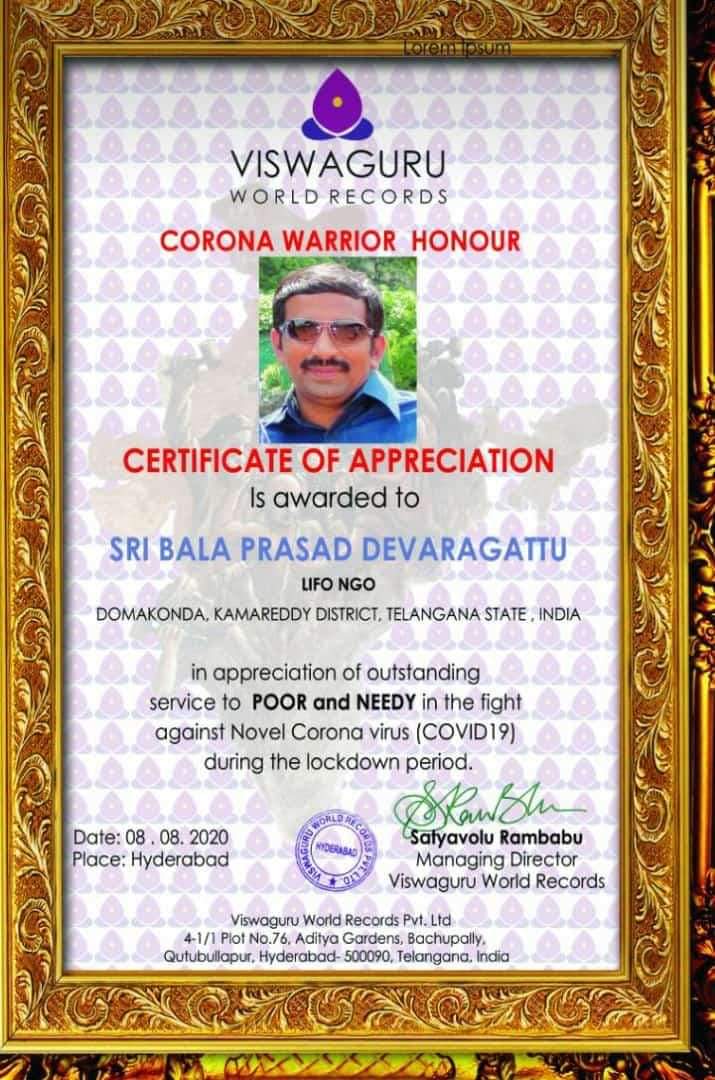 Lorem Ipsum
VISWAGURU
WORLD RECORDS
CORONA WARRIOR HONOUR
CERTIFICATE OF APPRECIATION
Is awarded to
SRI BALA PRASAD DEVARAGATTU
LIFO NGO
DOMAKONDA, KAMAREDDY DISTRICT, TELANGANA STATE , INDIA
in appreciation of outstanding
service to POOR and NEEDY in the fight
against Novel Corona virus (COVID19)
during the lockdown period.
Date: 08 . 08. 2020
Place: Hyderabad
VISWAGURU WORLD RECORDS PVT. LTD.
HYDERABAD
Satyavolu Rambabu
Managing Director
Viswaguru World Records
Viswaguru World Records Pvt. Ltd
4-1/1 Plot No.76, Aditya Gardens, Bachupally,
Qutubullapur, Hyderabad- 500090, Telangana, India